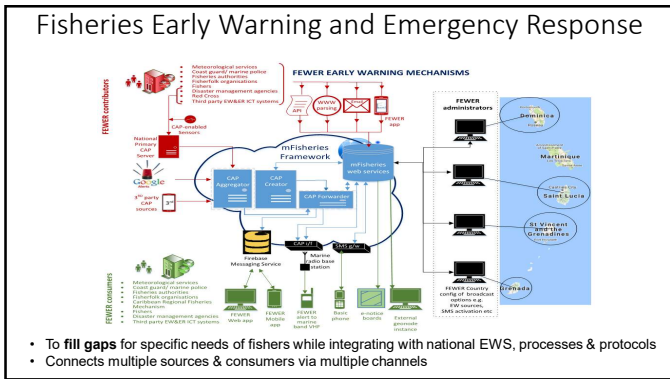 Fisheries Early Warning and Emergency Response
FEWER contributors
• Meteorological services
• Coast guard/ marine police
• Fisheries authorities
• Fisherfolk organisations
• Fishers
• Disaster management agencies
• Red Cross
• Third party EW&ER ICT systems
FEWER EARLY WARNING MECHANISMS
API
WWW
parsing
Email
FEWER
app
CAP-enabled
Sensors
National
Primary
CAP
Server
Google
Alerts
3RD party
CAP
sources
3rd
mFisheries
Framework
mFisheries
web services
CAP
Aggregator
CAP
Creator
CAP Forwarder
Firebase
Messaging Service
CAP i/f
Marine
radio base
station
SMS g/w
FEWER
administrators
Dominica
Martinique
Saint Lucia
St Vincent
and the
Grenadines
Grenada
FEWER Country
config of broadcast
options e.g.
EW sources,
SMS activation etc
FEWER consumers
• Meteorological services
• Coast guard/ marine police
• Fisheries authorities
• Fisherfolk organisations
• Caribbean Regional Fisheries
Mechanism
• Fishers
• Disaster management agencies
• Third party EW&ER ICT systems
FEWER
Web app
FEWER
Mobile
app
FEWER
alert to
marine
band VHF
Basic
phone
e-notice
boards
External
geonode
instance
• To fill gaps for specific needs of fishers while integrating with national EWS, processes & protocols
• Connects multiple sources & consumers via multiple channels